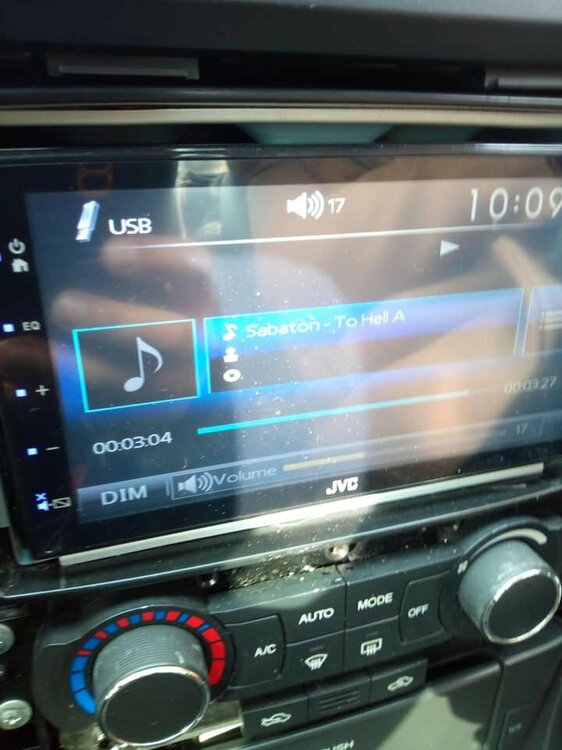 USB
17
10:09
EQ
Sabaton - To Hell A
+
00:03:04
00:03:27
-
DIM
Volume
17
JVC
AUTO
MODE
OFF
A/C